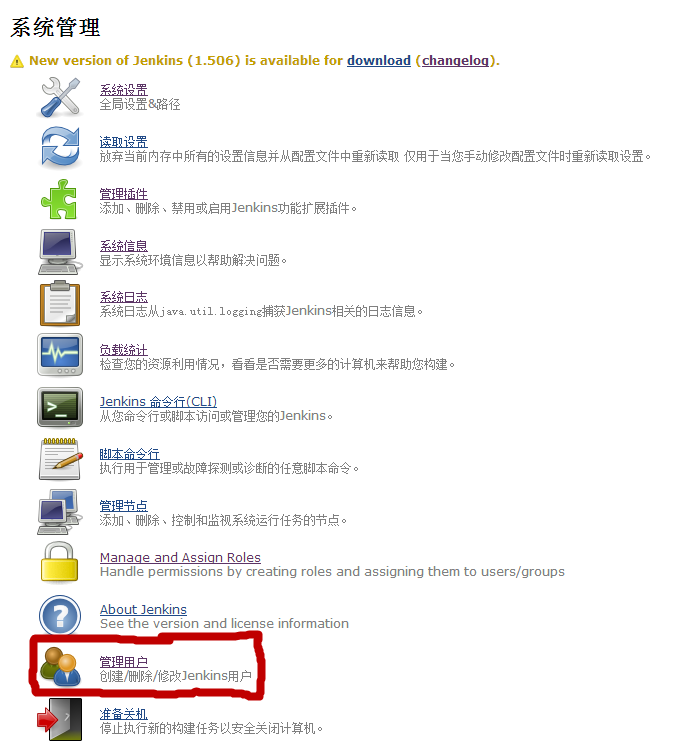 系统管理
New version of Jenkins (1.506) is available for download (changelog).
系统设置
全局设置&路径
读取设置
放弃当前内存中所有的设置信息并从配置文件中重新读取 仅用于当您手动修改配置文件时重新读取设置。
管理插件
添加、删除、禁用或启用Jenkins功能扩展插件。
系统信息
显示系统环境信息以帮助解决问题。
系统日志
系统日志从java.util.logging捕获Jenkins相关的日志信息。
负载统计
检查您的资源利用情况，看看是否需要更多的计算机来帮助您构建。
Jenkins 命令行(CLI)
从您命令行或脚本访问或管理您的Jenkins。
脚本命令行
执行用于管理或故障探测或诊断的任意脚本命令。
管理节点
添加、删除、控制和监视系统运行任务的节点。
Manage and Assign Roles
Handle permissions by creating roles and assigning them to users/groups
About Jenkins
See the version and license information
管理用户
创建/删除/修改Jenkins用户
准备关机
停止执行新的构建任务以安全关闭计算机。